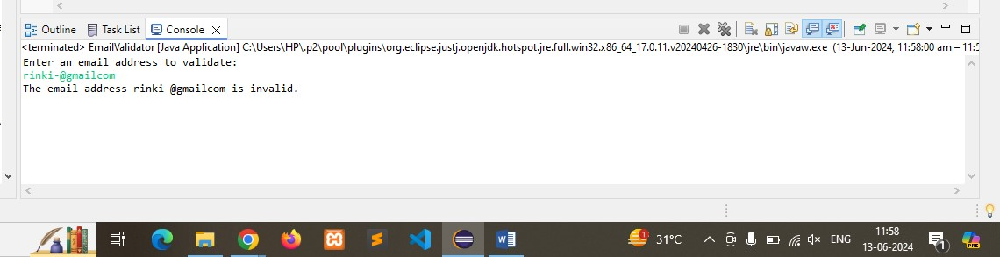 Outline Task List Console
<terminated> EmailValidator [Java Application] C:\Users\HP\.p2\pool\plugins\org.eclipse.justj.openjdk.hotspot.jre.full.win32.x86_64_17.0.11.v20240426-1830\jre\bin\javaw.exe (13-Jun-2024, 11:58:00 am – 11:5
Enter an email address to validate:
rinki-@gmailcom
The email address rinki-@gmailcom is invalid.
1 31°C ENG 11:58 1
13-06-2024
PRE